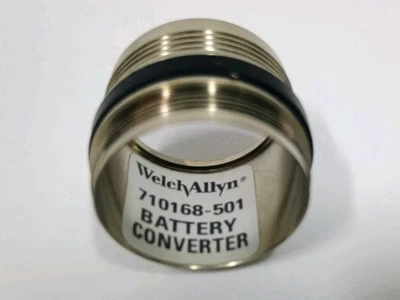 WelchAllyn®
710168-501
BATTERY
CONVERTER